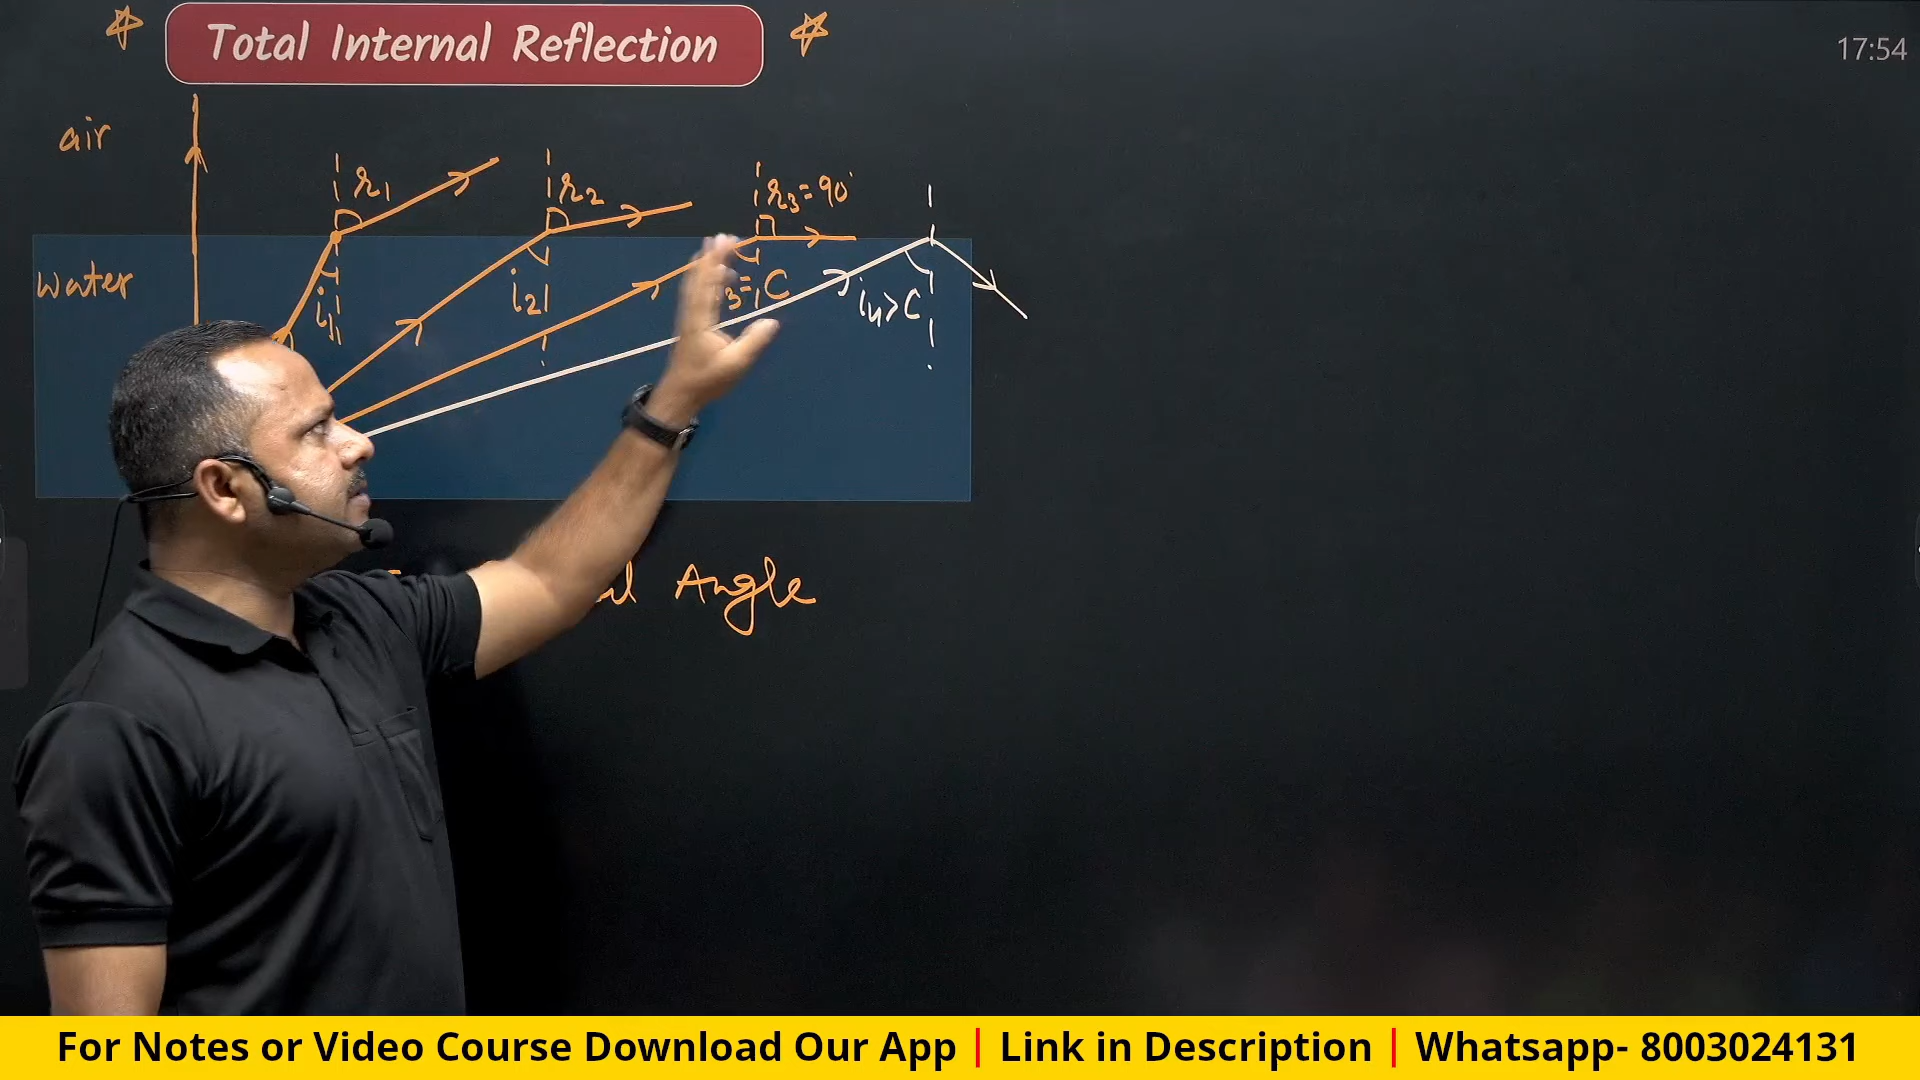 Total Internal Reflection
17:54
air
r₁
r₂
r₃=90°
water
i₁
i₂
₃=C
i₄>C
Angle
For Notes or Video Course Download Our App | Link in Description | Whatsapp- 8003024131